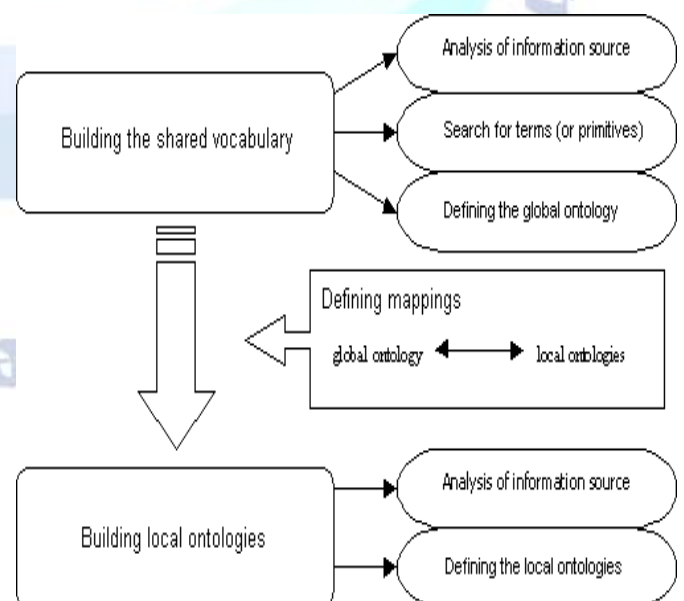 Building the shared vocabulary
Analysis of information source
Search for terms (or primitives)
Defining the global ontology
Defining mappings
global ontology local ontologies
Building local ontologies
Analysis of information source
Defining the local ontologies